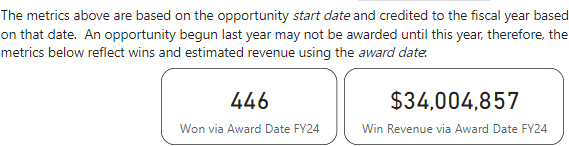 The metrics above are based on the opportunity start date and credited to the fiscal year based
on that date.  An opportunity begun last year may not be awarded until this year, therefore, the
metrics below reflect wins and estimated revenue using the award date:
446
Won via Award Date FY24
$34,004,857
Win Revenue via Award Date FY24